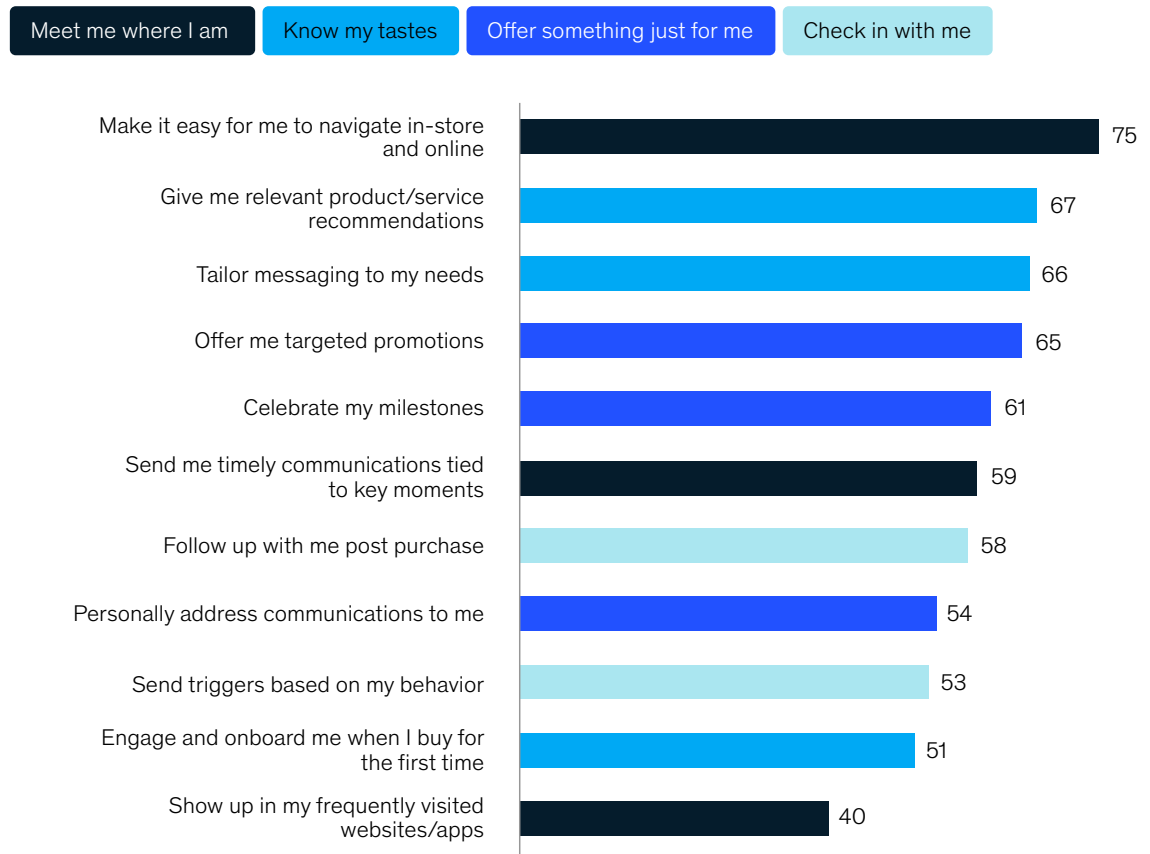 Meet me where I am
Know my tastes
Offer something just for me
Check in with me
Make it easy for me to navigate in-store
and online
75
Give me relevant product/service
recommendations
67
Tailor messaging to my needs
66
Offer me targeted promotions
65
Celebrate my milestones
61
Send me timely communications tied
to key moments
59
Follow up with me post purchase
58
Personally address communications to me
54
Send triggers based on my behavior
53
Engage and onboard me when I buy for
the first time
51
Show up in my frequently visited
websites/apps
40